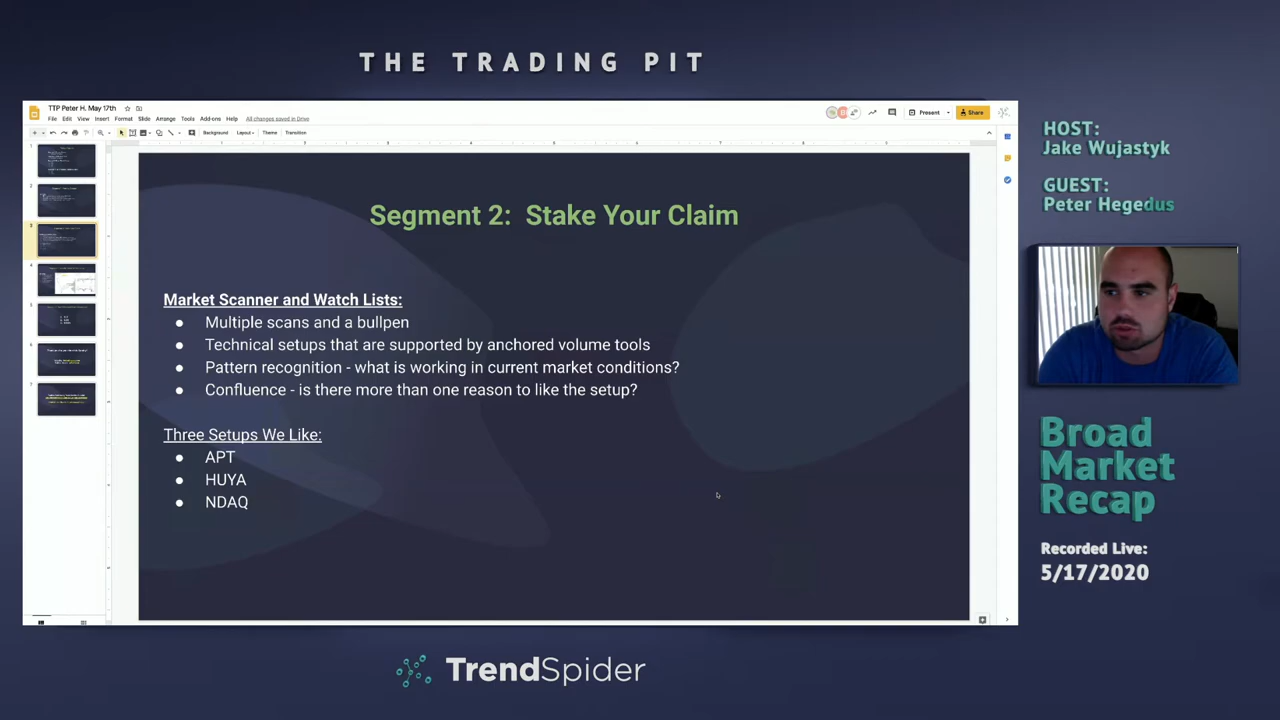 THE TRADING PIT
TTP Peter H. May 17th
File Edit View Insert Format Slide Arrange Tools Add-ons Help All changes saved in Drive
Present
Share
Background Layout Theme Transition
Segment 2: Stake Your Claim
Market Scanner and Watch Lists:
● Multiple scans and a bullpen
● Technical setups that are supported by anchored volume tools
● Pattern recognition - what is working in current market conditions?
● Confluence - is there more than one reason to like the setup?
Three Setups We Like:
● APT
● HUYA
● NDAQ
HOST:
Jake Wujastyk
GUEST:
Peter Hegedus
Broad
Market
Recap
Recorded Live:
5/17/2020
TrendSpider